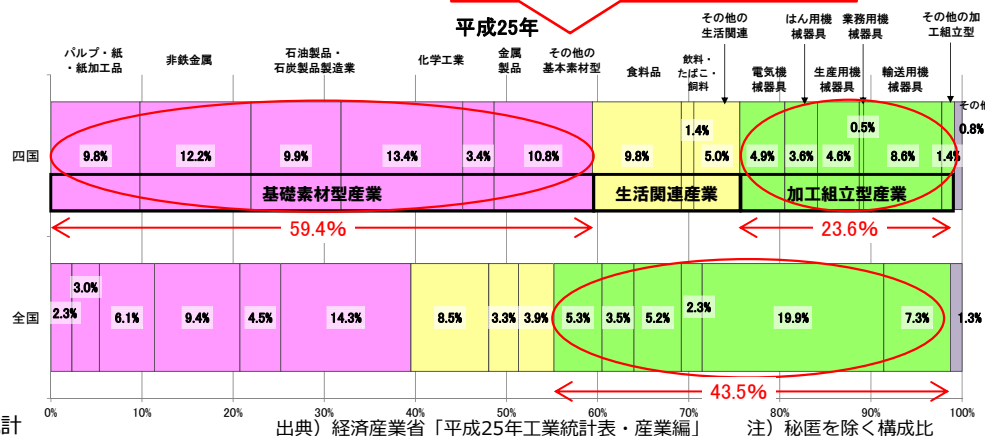 平成25年
その他の
生活関連
はん用機
械器具
業務用機
械器具
その他の加
工組立型
パルプ・紙
・紙加工品
非鉄金属
石油製品・
石炭製品製造業
化学工業
金属
製品
その他の
基本素材型
食料品
飲料・
たばこ・
飼料
電気機
械器具
生産用機
械器具
輸送用機
械器具
その他
四国
9.8%
12.2%
9.9%
13.4%
3.4%
10.8%
9.8%
1.4%
5.0%
4.9%
3.6%
4.6%
0.5%
8.6%
1.4%
0.8%
基礎素材型産業
生活関連産業
加工組立型産業
59.4%
23.6%
全国
2.3%
3.0%
6.1%
9.4%
4.5%
14.3%
8.5%
3.3%
3.9%
5.3%
3.5%
5.2%
2.3%
19.9%
7.3%
1.3%
43.5%
0%
10%
20%
30%
40%
50%
60%
70%
80%
90%
100%
計
出典）経済産業省「平成25年工業統計表・産業編」 注）秘匿を除く構成比